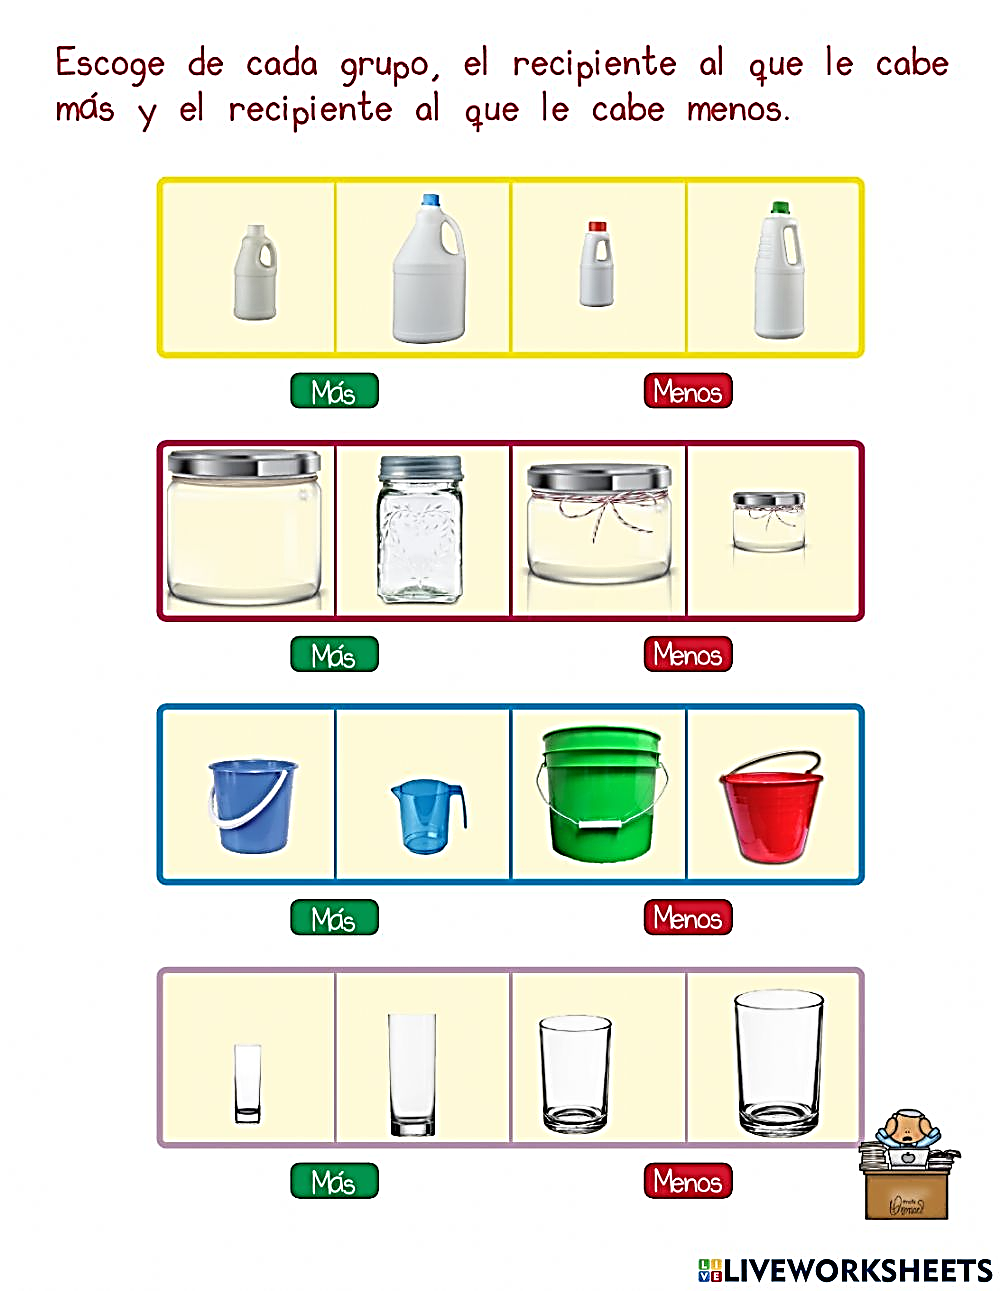 Escoge de cada grupo, el recipiente al que le cabe
más y el recipiente al que le cabe menos.
Más Menos
Más Menos
Más Menos
Más Menos
LIVEWORKSHEETS